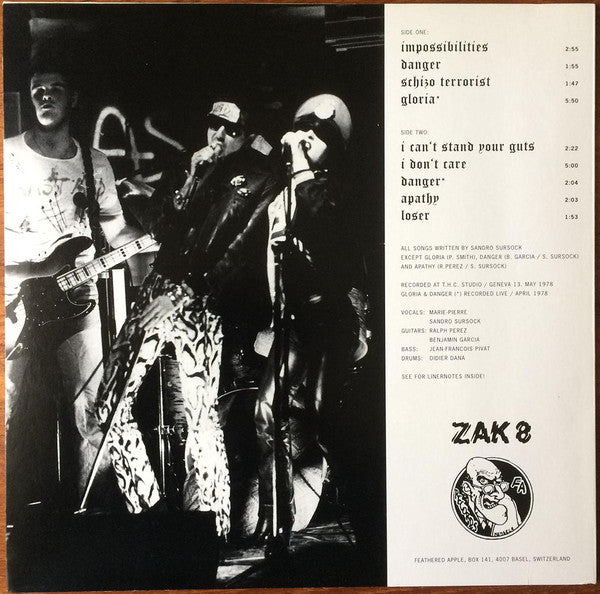 SIDE ONE:
impossibilities 2:55
danger 1:55
schizo terrorist 1:47
gloria* 5:50
SIDE TWO:
i can't stand your guts 2:22
i don't care 5:00
danger* 2:04
apathy 2:03
loser 1:53
ALL SONGS WRITTEN BY SANDRO SURSOCK
EXCEPT GLORIA (P. SMITH), DANGER (B. GARCIA / S. SURSOCK)
AND APATHY (R.PEREZ / S. SURSOCK)
RECORDED AT T.H.C. STUDIO / GENEVA 13. MAY 1978
GLORIA & DANGER (*) RECORDED LIVE / APRIL 1978
VOCALS: MARIE-PIERRE
SANDRO SURSOCK
GUITARS: RALPH PEREZ
BENJAMIN GARCIA
BASS: JEAN-FRANCOIS PIVAT
DRUMS: DIDIER DANA
SEE FOR LINERNOTES INSIDE!
ZAK 8
FA
FEATHERED APPLE, BOX 141, 4007 BASEL, SWITZERLAND